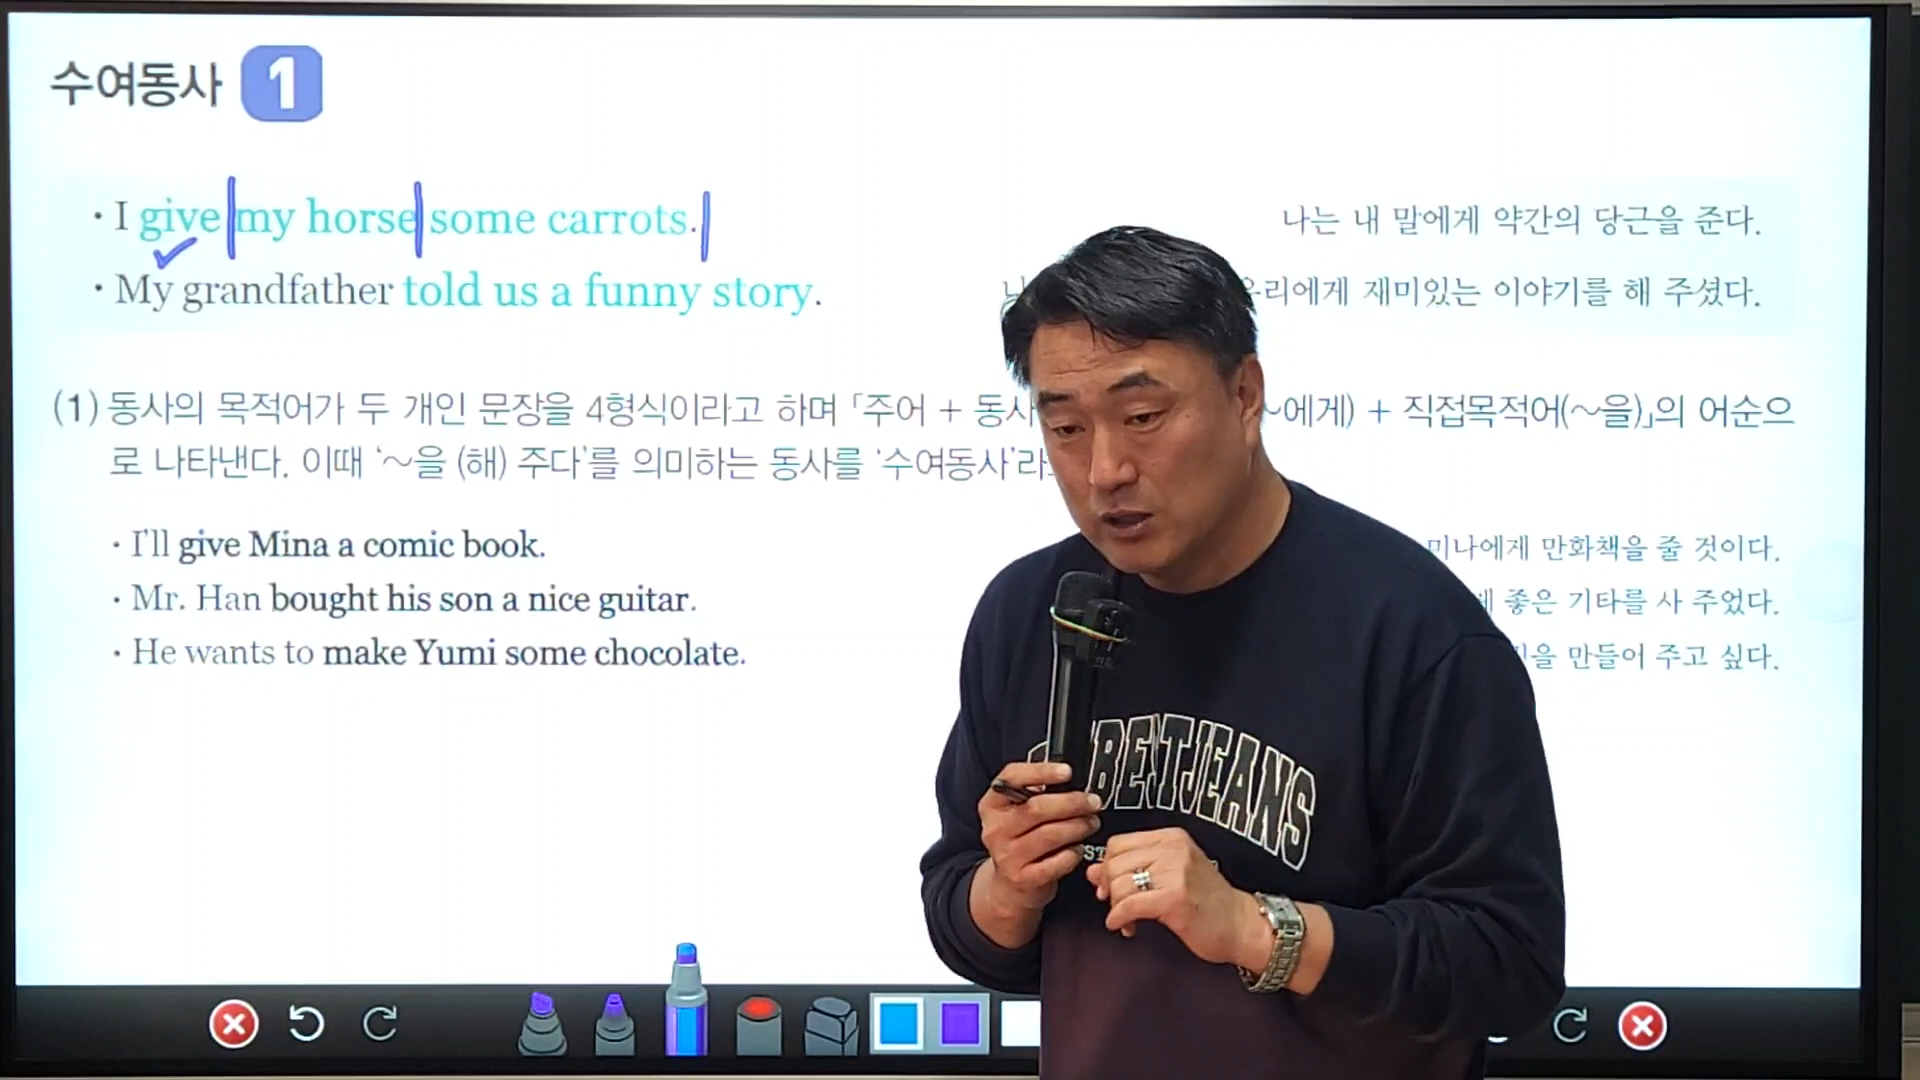 수여동사 1
· I give my horse some carrots.
나는 내 말에게 약간의 당근을 준다.
· My grandfather told us a funny story.
우리에게 재미있는 이야기를 해 주셨다.
(1) 동사의 목적어가 두 개인 문장을 4형식이라고 하며 「주어 + 동사 ~에게) + 직접목적어(~을)」의 어순으
로 나타낸다. 이때 ‘~을 (해) 주다’를 의미하는 동사를 ‘수여동사’라
· I'll give Mina a comic book.
미나에게 만화책을 줄 것이다.
· Mr. Han bought his son a nice guitar.
좋은 기타를 사 주었다.
· He wants to make Yumi some chocolate.
만들어 주고 싶다.
JEANS